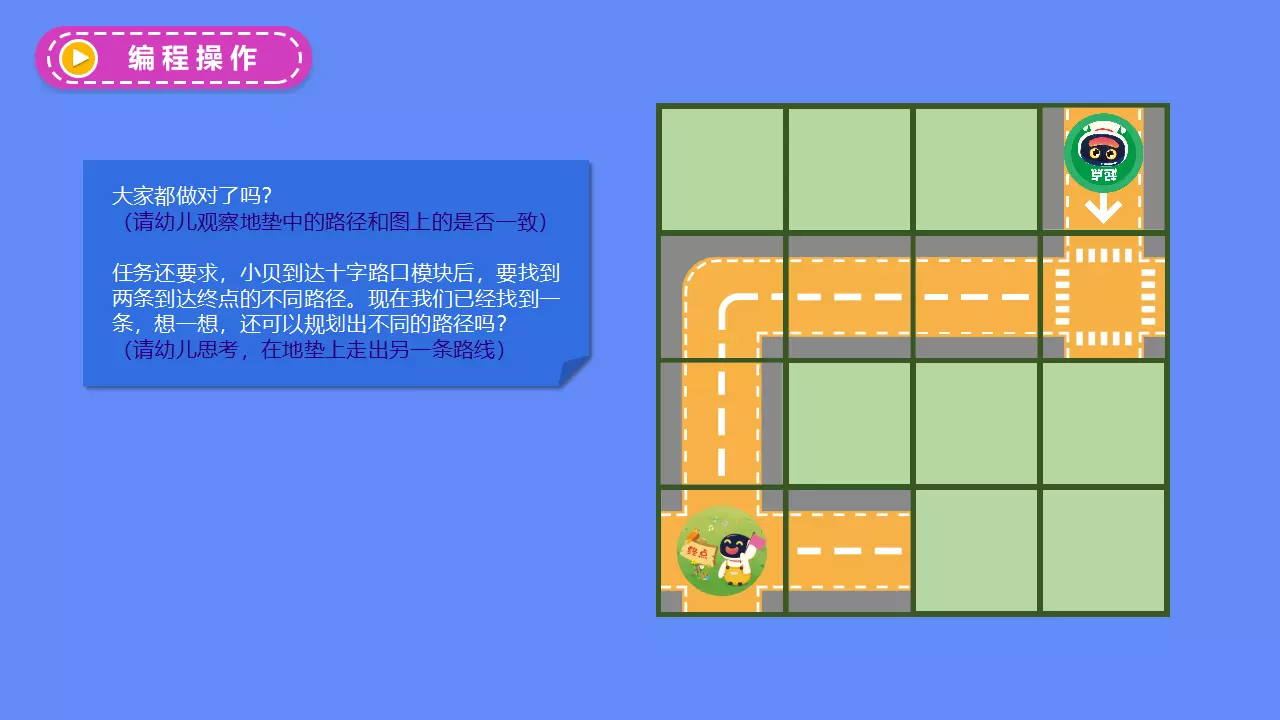 编程操作
大家都做对了吗？
（请幼儿观察地垫中的路径和图上的是否一致）
任务还要求，小贝到达十字路口模块后，要找到
两条到达终点的不同路径。现在我们已经找到一
条，想一想，还可以规划出不同的路径吗？
（请幼儿思考，在地垫上走出另一条路线）
起点
终点